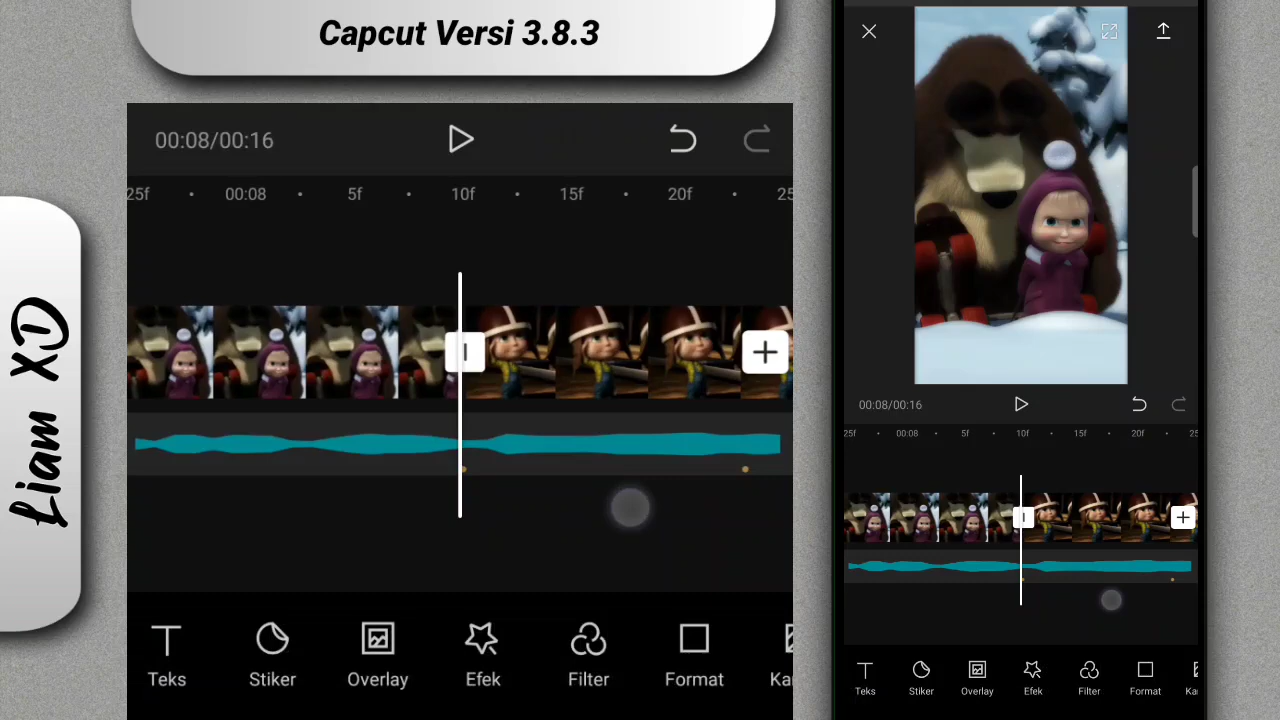 Capcut Versi 3.8.3
Liam XD
00:08/00:16
25f
00:08
5f
10f
15f
20f
25
Teks
Stiker
Overlay
Efek
Filter
Format
Ka
00:08/00:16
25f
00:08
5f
10f
15f
20f
25
Teks
Stiker
Overlay
Efek
Filter
Format
Ka